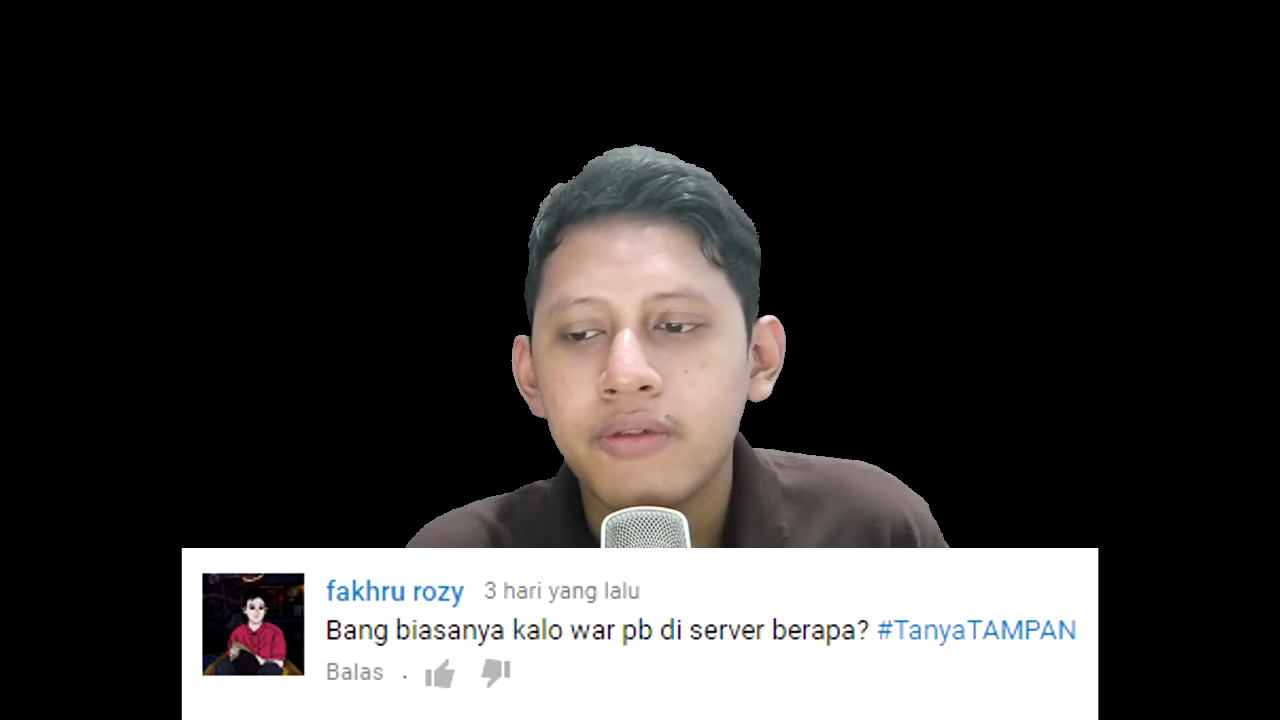 fakhru rozy 3 hari yang lalu
Bang biasanya kalo war pb di server berapa? #TanyaTAMPAN
Balas